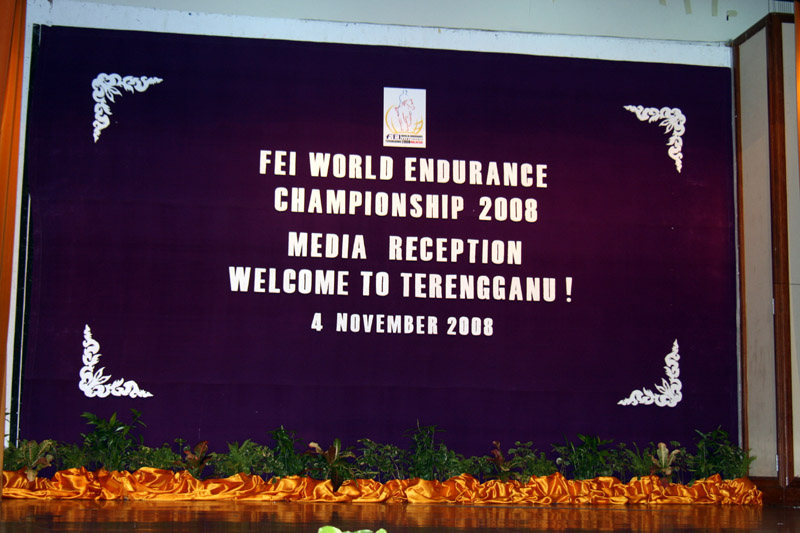 FEI WORLD ENDURANCE
CHAMPIONSHIP 2008
MEDIA RECEPTION
WELCOME TO TERENGGANU!
4 NOVEMBER 2008